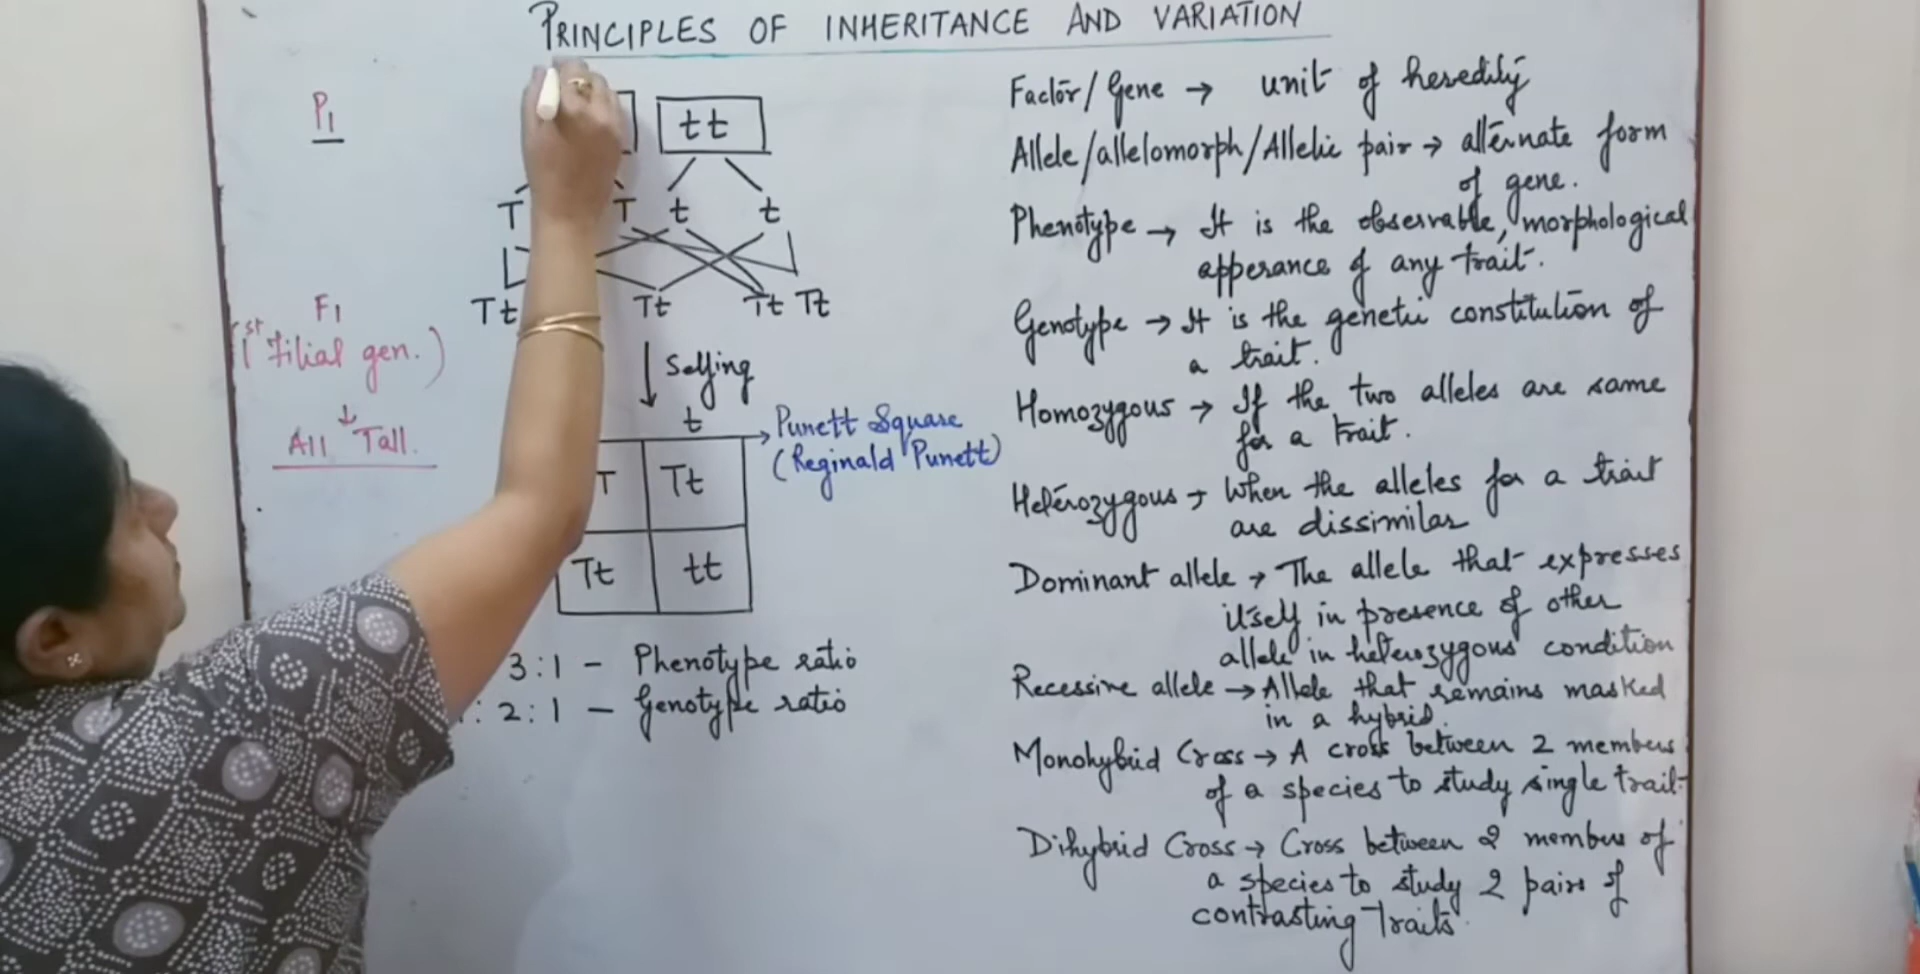 PRINCIPLES OF INHERITANCE AND VARIATION
P1
tt
T T t t
Tt Tt Tt Tt
F1
(1st filial gen.)
↓
All Tall.
↓ Selfing
t
→ Punett Square
(Reginald Punett)
T Tt
Tt tt
3:1 - Phenotype ratio
: 2:1 - Genotype ratio
Factor/Gene → unit of heredity
Allele/allelomorph/Allelic pair → alternate form
of gene.
Phenotype → It is the observable, morphological
apperance of any trait.
Genotype → It is the genetic constitution of
a trait.
Homozygous → If the two alleles are same
for a trait.
Heterozygous → When the alleles for a trait
are dissimilar
Dominant allele → The allele that expresses
itself in presence of other
allele in heterozygous condition
Recessive allele → Allele that remains masked
in a hybrid.
Monohybrid Cross → A cross between 2 members
of a species to study single trait.
Dihybrid Cross → Cross between 2 members of
a species to study 2 pairs of
contrasting Traits.